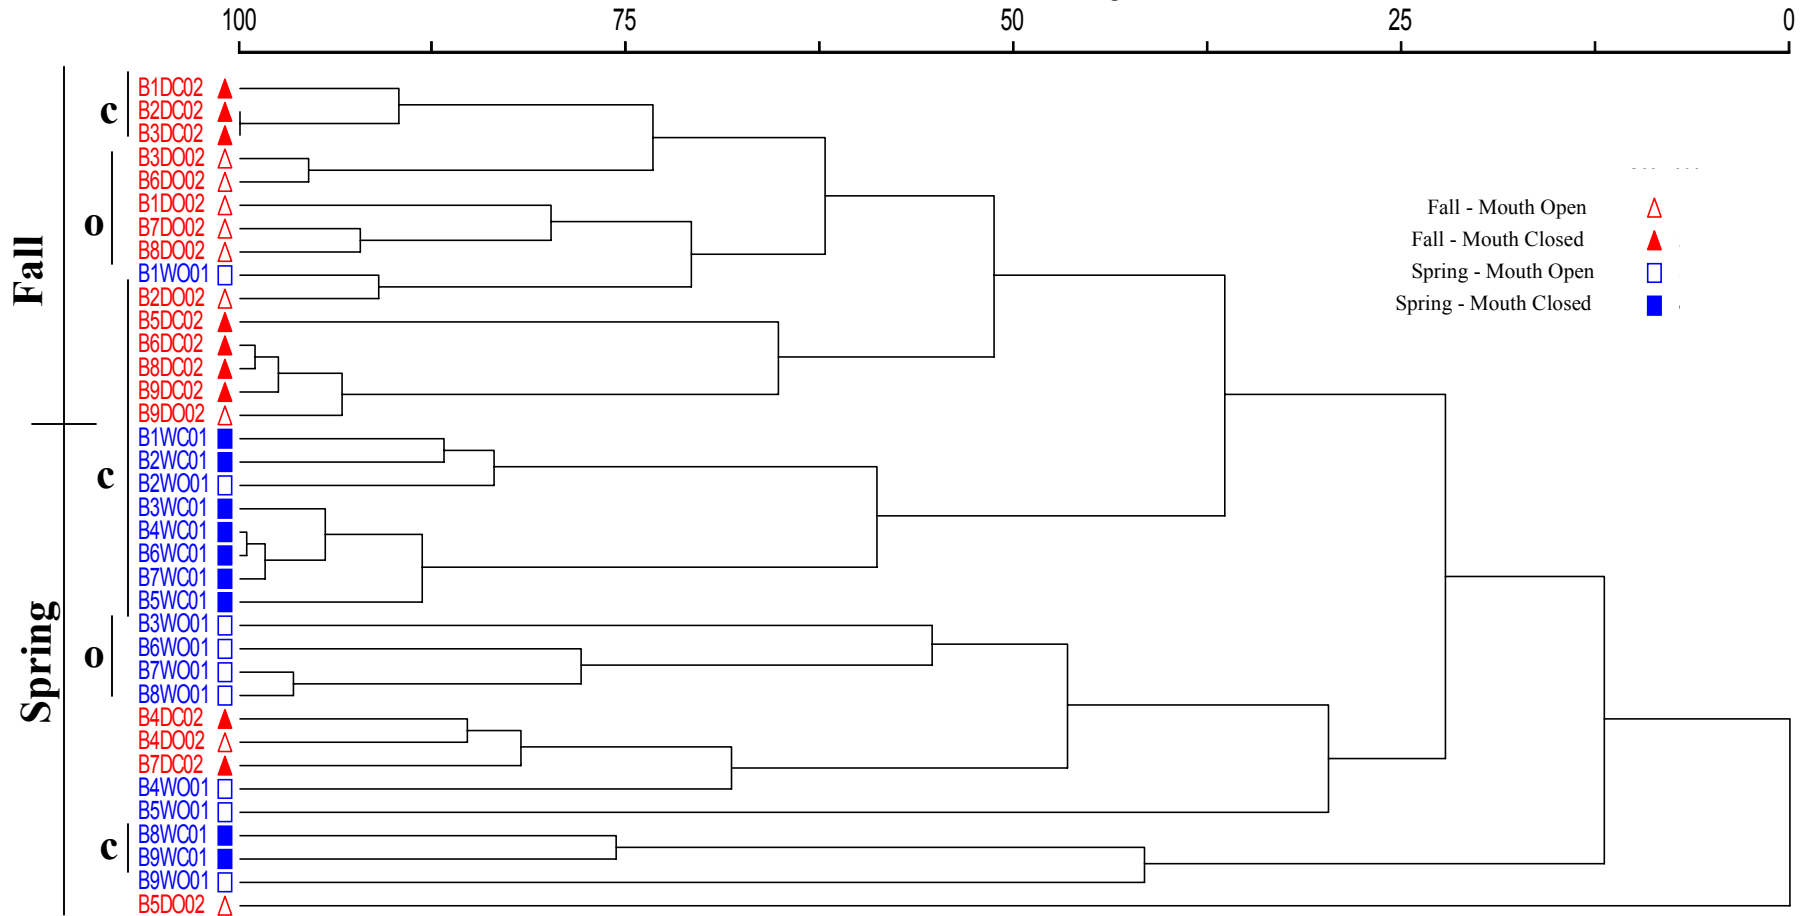 100 75 50 25 0
Fall
Spring
c
o
c
o
c
B1DC02
B2DC02
B3DC02
B3DO02
B6DO02
B1DO02
B7DO02
B8DO02
B1WO01
B2DO02
B5DC02
B6DC02
B8DC02
B9DC02
B9DO02
B1WC01
B2WC01
B2WO01
B3WC01
B4WC01
B6WC01
B7WC01
B5WC01
B3WO01
B6WO01
B7WO01
B8WO01
B4DC02
B4DO02
B7DC02
B4WO01
B5WO01
B8WC01
B9WC01
B9WO01
B5DO02
Fall - Mouth Open
Fall - Mouth Closed
Spring - Mouth Open
Spring - Mouth Closed